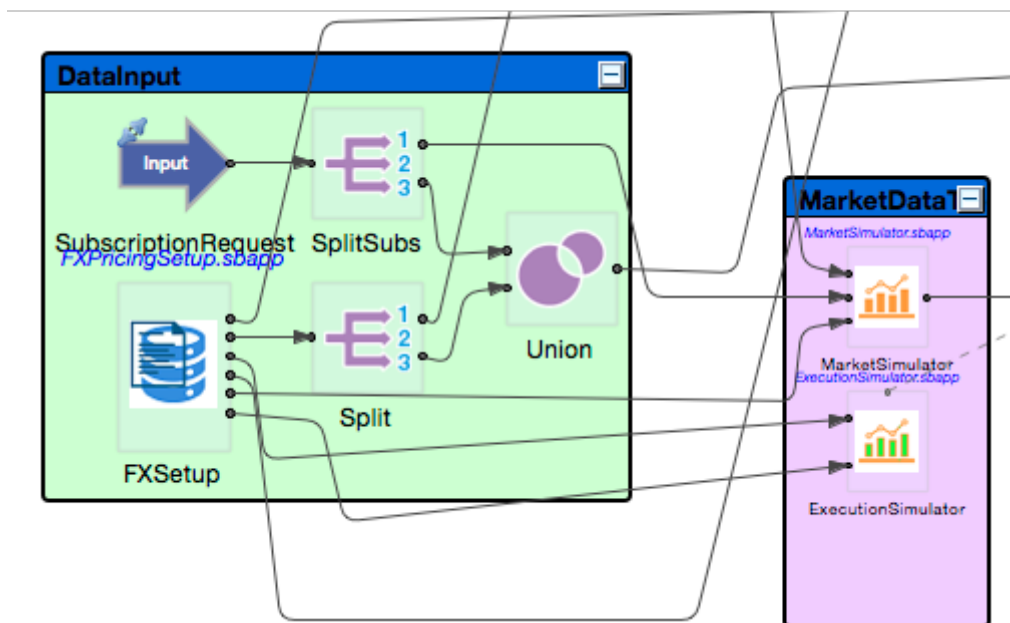 DataInput
Input
1
2
3
SubscriptionRequest
SplitSubs
FXPricingSetup.sbapp
1
2
3
Union
Split
FXSetup
MarketDataT
MarketSimulator.sbapp
MarketSimulator
ExecutionSimulator.sbapp
ExecutionSimulator